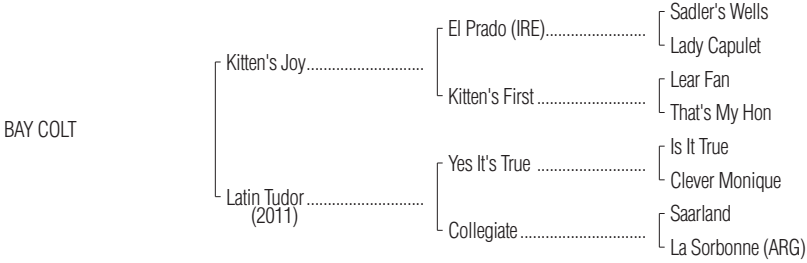 Sadler's Wells
El Prado (IRE)..........................
Lady Capulet
Kitten's Joy..............................
Lear Fan
Kitten's First ............................
That's My Hon
BAY COLT
Is It True
Yes It's True ............................
Clever Monique
Latin Tudor..............................
(2011)
Saarland
Collegiate................................
La Sorbonne (ARG)